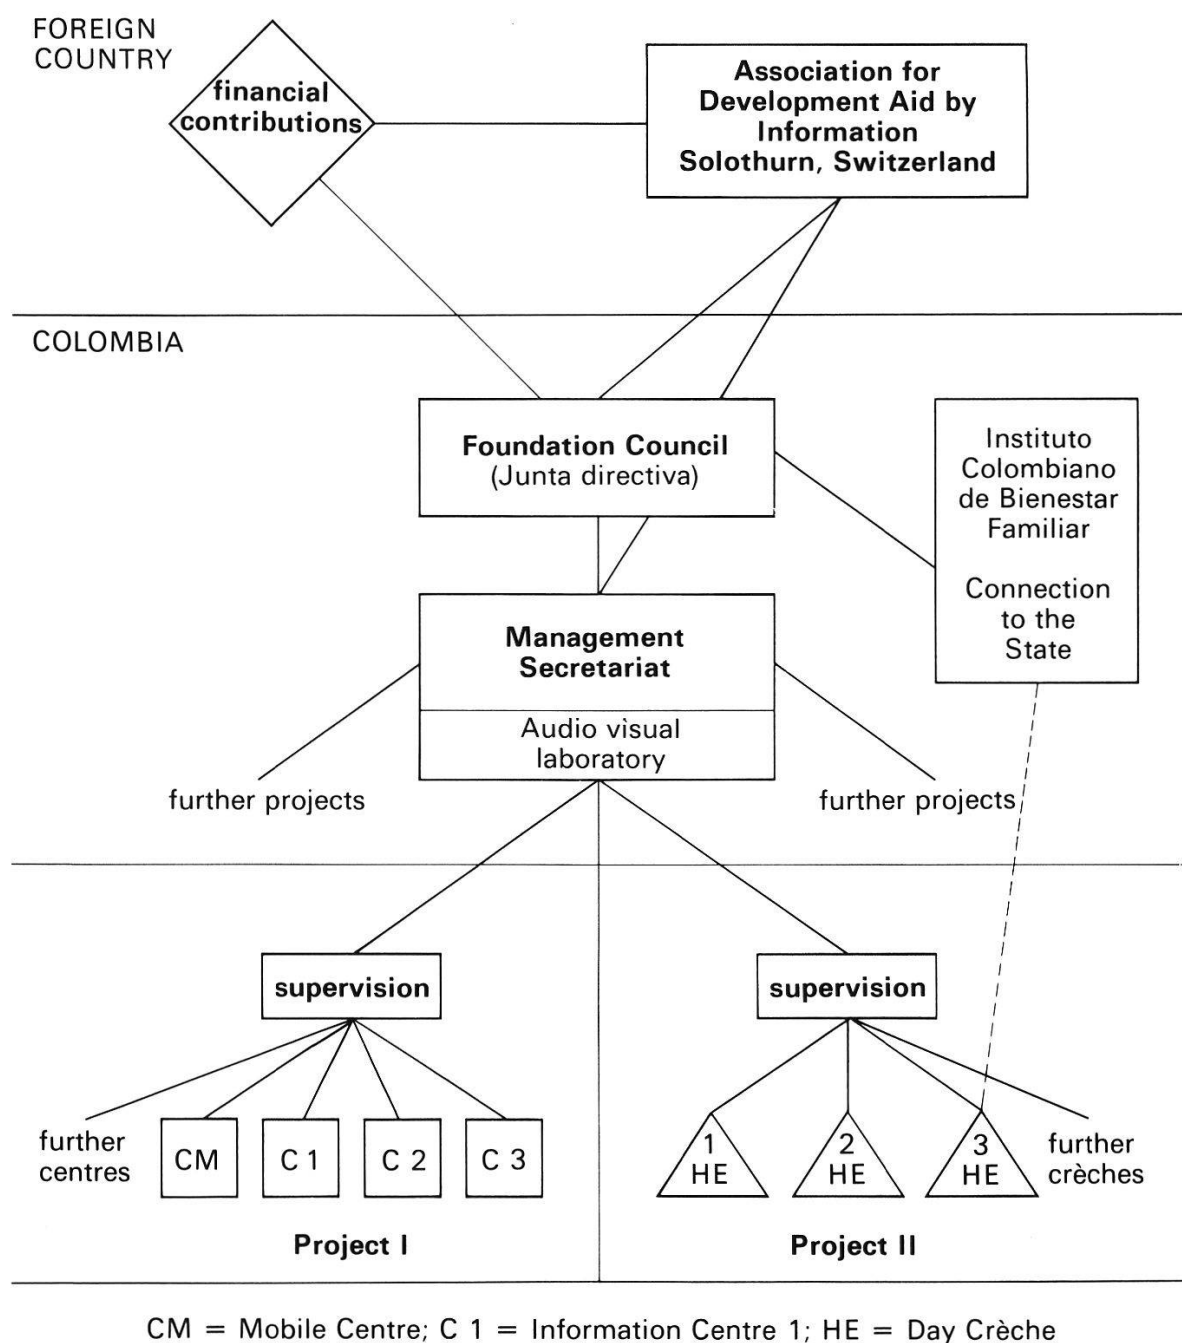 FOREIGN
COUNTRY
financial
contributions
Association for
Development Aid by
Information
Solothurn, Switzerland
COLOMBIA
Foundation Council
(Junta directiva)
Instituto
Colombiano
de Bienestar
Familiar
Connection
to the
State
Management
Secretariat
Audio visual
laboratory
further projects
further projects
supervision
supervision
further
centres
CM
C 1
C 2
C 3
1
HE
2
HE
3
HE
further
crèches
Project I
Project II
CM = Mobile Centre; C 1 = Information Centre 1; HE = Day Crèche